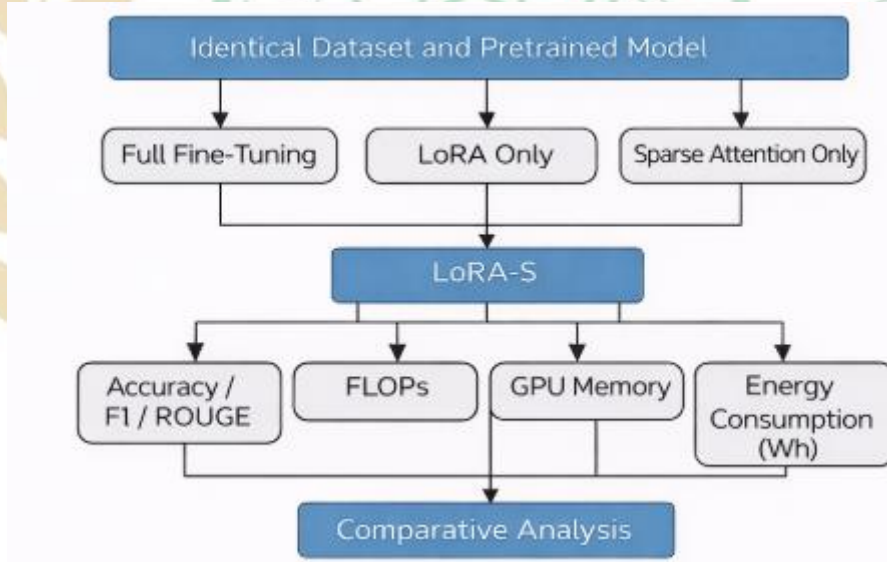 Identical Dataset and Pretrained Model
Full Fine-Tuning
LoRA Only
Sparse Attention Only
LoRA-S
Accuracy /
F1 / ROUGE
FLOPs
GPU Memory
Energy
Consumption
(Wh)
Comparative Analysis